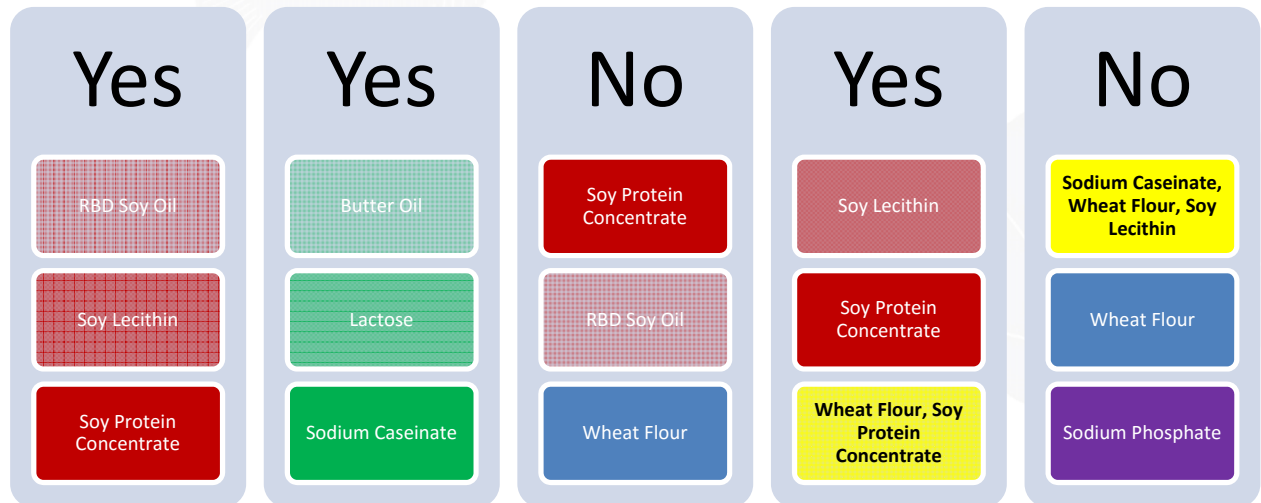 Yes
RBD Soy Oil
Soy Lecithin
Soy Protein
Concentrate
Yes
Butter Oil
Lactose
Sodium Caseinate
No
Soy Protein
Concentrate
RBD Soy Oil
Wheat Flour
Yes
Soy Lecithin
Soy Protein
Concentrate
Wheat Flour, Soy
Protein
Concentrate
No
Sodium Caseinate,
Wheat Flour, Soy
Lecithin
Wheat Flour
Sodium Phosphate